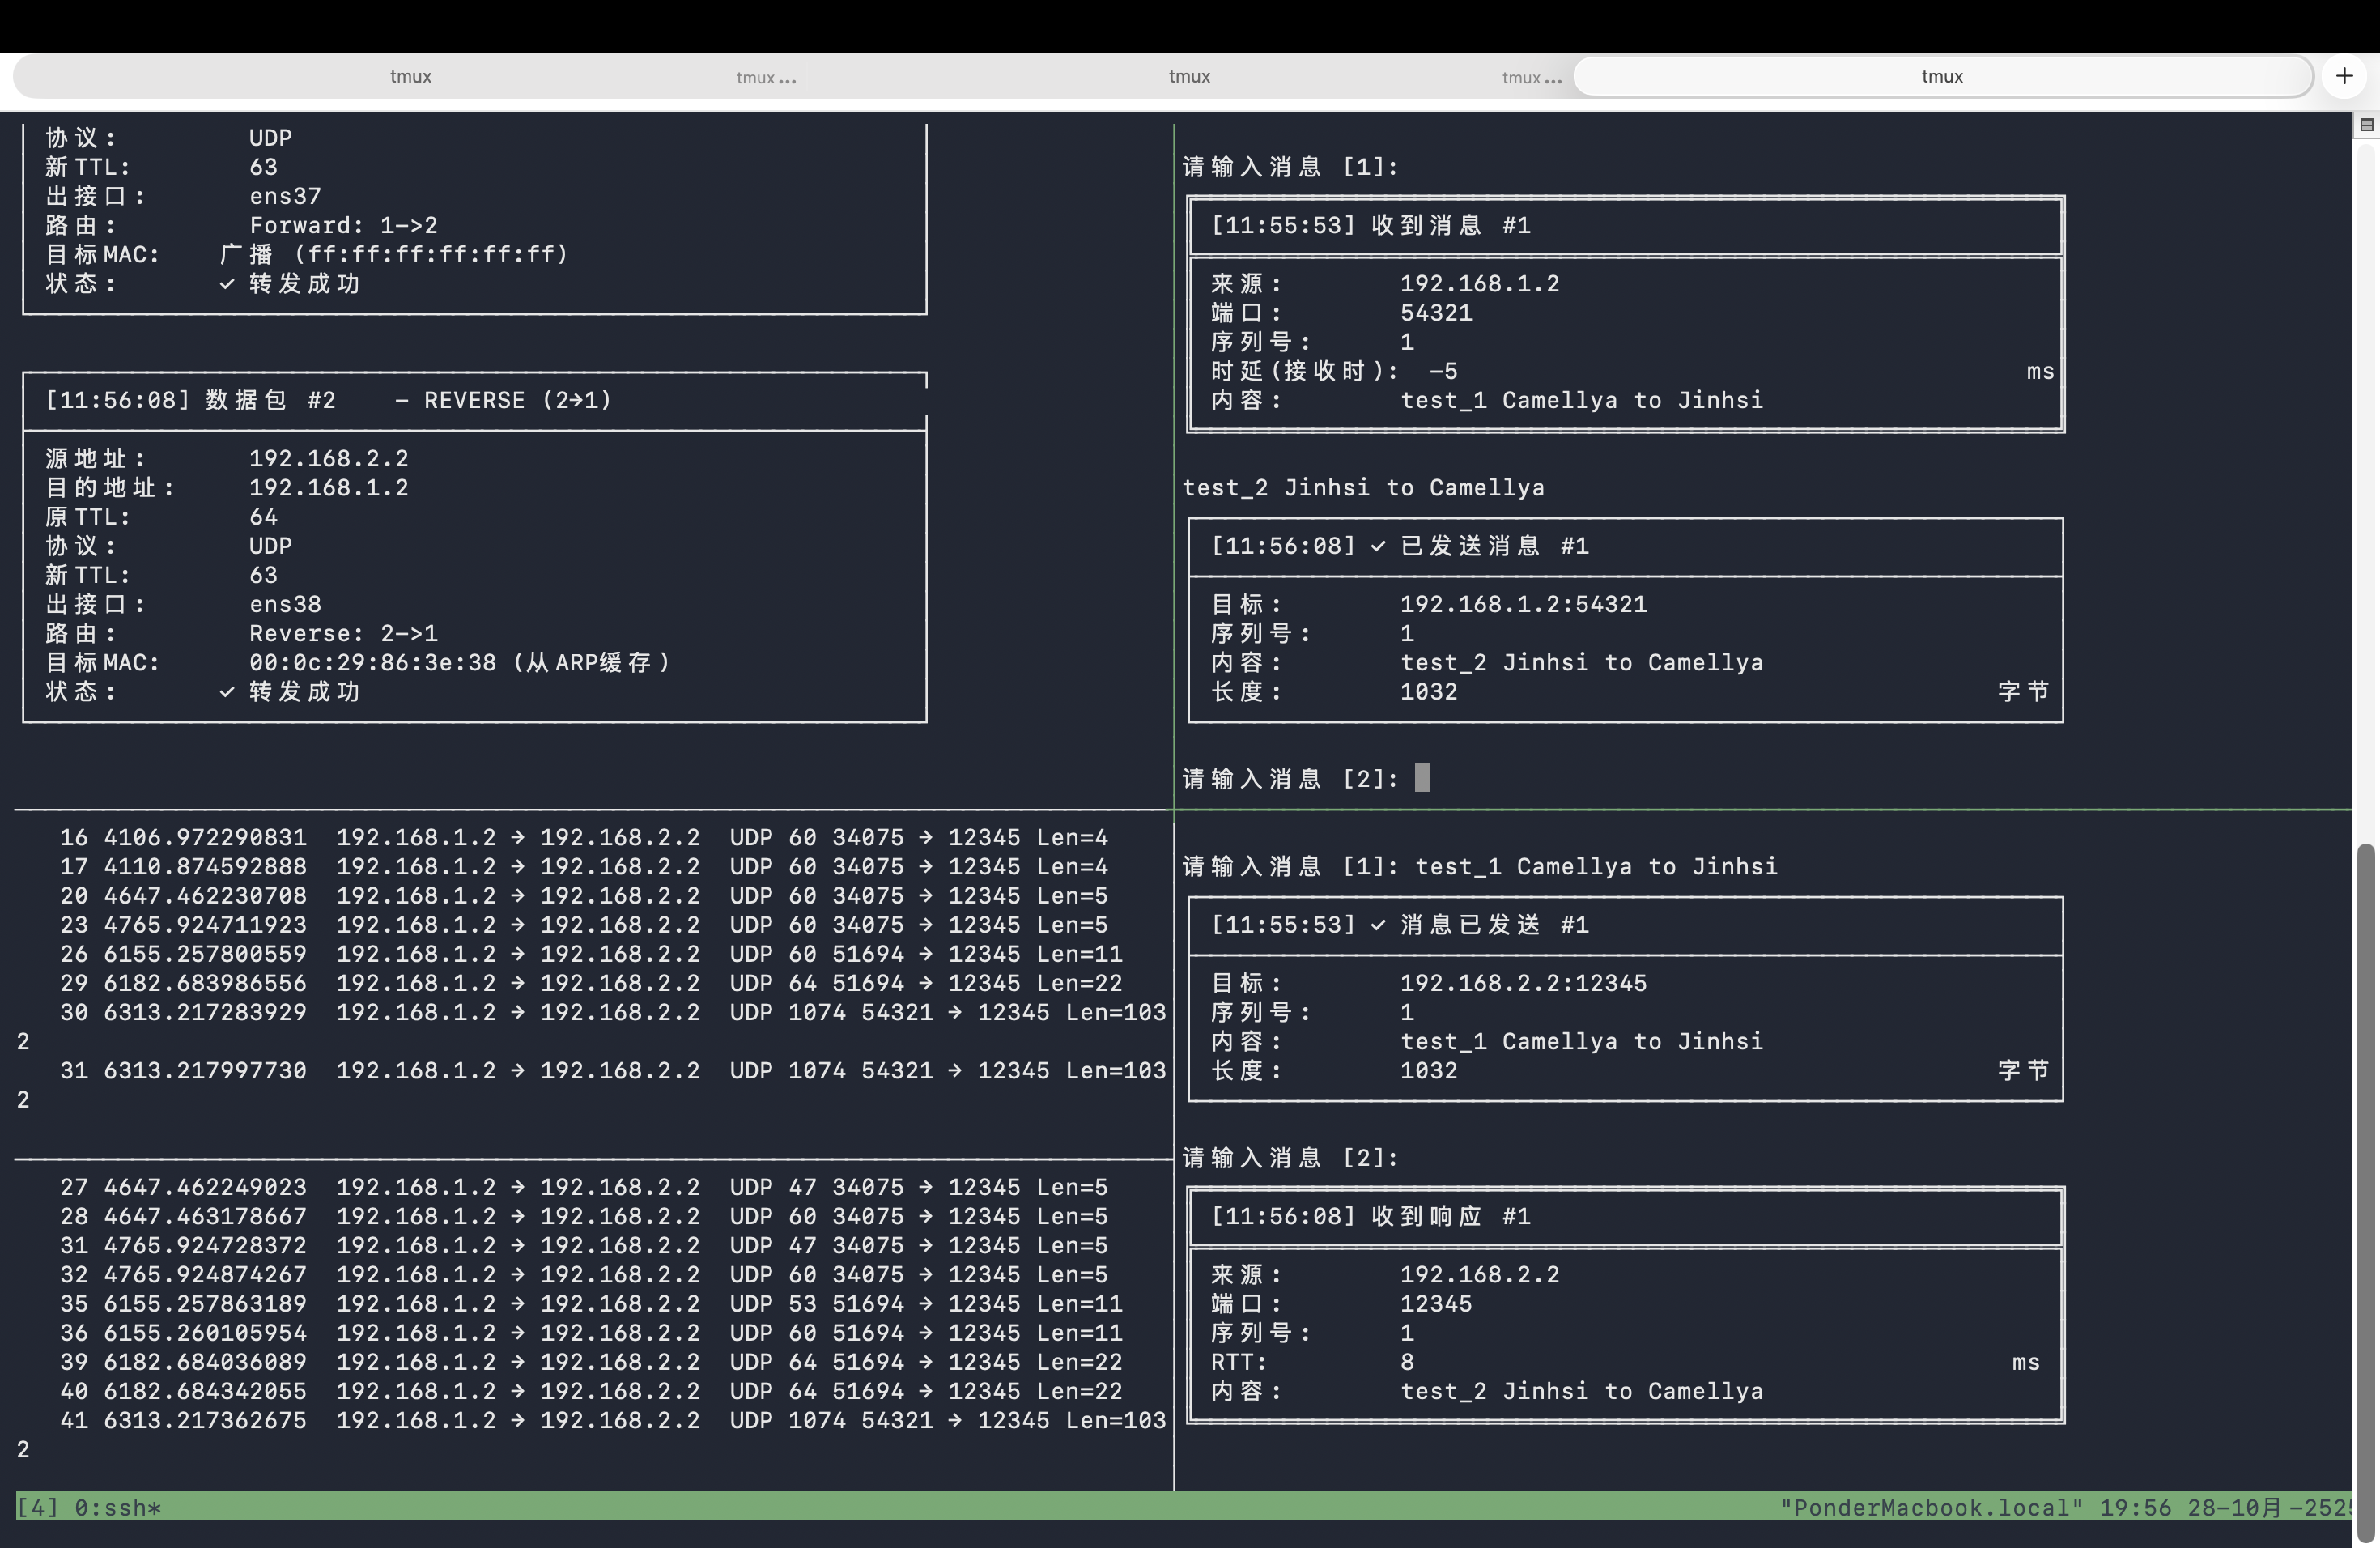 tmux
tmux...
tmux
tmux...
tmux
+
协议: UDP
新TTL: 63
出接口: ens37
路由: Forward: 1->2
目标MAC: 广播 (ff:ff:ff:ff:ff:ff)
状态: ✓ 转发成功
[11:56:08] 数据包 #2 - REVERSE (2→1)
源地址: 192.168.2.2
目的地址: 192.168.1.2
原TTL: 64
协议: UDP
新TTL: 63
出接口: ens38
路由: Reverse: 2->1
目标MAC: 00:0c:29:86:3e:38 (从ARP缓存)
状态: ✓ 转发成功
请输入消息 [1]:
[11:55:53] 收到消息 #1
来源: 192.168.1.2
端口: 54321
序列号: 1
时延(接收时): -5 ms
内容: test_1 Camellya to Jinhsi
test_2 Jinhsi to Camellya
[11:56:08] ✓ 已发送消息 #1
目标: 192.168.1.2:54321
序列号: 1
内容: test_2 Jinhsi to Camellya
长度: 1032 字节
请输入消息 [2]:
16 4106.972290831 192.168.1.2 → 192.168.2.2 UDP 60 34075 → 12345 Len=4
17 4110.874592888 192.168.1.2 → 192.168.2.2 UDP 60 34075 → 12345 Len=4
20 4647.462230708 192.168.1.2 → 192.168.2.2 UDP 60 34075 → 12345 Len=5
23 4765.924711923 192.168.1.2 → 192.168.2.2 UDP 60 34075 → 12345 Len=5
26 6155.257800559 192.168.1.2 → 192.168.2.2 UDP 60 51694 → 12345 Len=11
29 6182.683986556 192.168.1.2 → 192.168.2.2 UDP 64 51694 → 12345 Len=22
30 6313.217283929 192.168.1.2 → 192.168.2.2 UDP 1074 54321 → 12345 Len=103
2
31 6313.217997730 192.168.1.2 → 192.168.2.2 UDP 1074 54321 → 12345 Len=103
2
27 4647.462249023 192.168.1.2 → 192.168.2.2 UDP 47 34075 → 12345 Len=5
28 4647.463178667 192.168.1.2 → 192.168.2.2 UDP 60 34075 → 12345 Len=5
31 4765.924728372 192.168.1.2 → 192.168.2.2 UDP 47 34075 → 12345 Len=5
32 4765.924874267 192.168.1.2 → 192.168.2.2 UDP 60 34075 → 12345 Len=5
35 6155.257863189 192.168.1.2 → 192.168.2.2 UDP 53 51694 → 12345 Len=11
36 6155.260105954 192.168.1.2 → 192.168.2.2 UDP 60 51694 → 12345 Len=11
39 6182.684036089 192.168.1.2 → 192.168.2.2 UDP 64 51694 → 12345 Len=22
40 6182.684342055 192.168.1.2 → 192.168.2.2 UDP 64 51694 → 12345 Len=22
41 6313.217362675 192.168.1.2 → 192.168.2.2 UDP 1074 54321 → 12345 Len=103
2
请输入消息 [1]: test_1 Camellya to Jinhsi
[11:55:53] ✓ 消息已发送 #1
目标: 192.168.2.2:12345
序列号: 1
内容: test_1 Camellya to Jinhsi
长度: 1032 字节
请输入消息 [2]:
[11:56:08] 收到响应 #1
来源: 192.168.2.2
端口: 12345
序列号: 1
RTT: 8 ms
内容: test_2 Jinhsi to Camellya
[4] 0:ssh* "PonderMacbook.local" 19:56 28-10月-2525